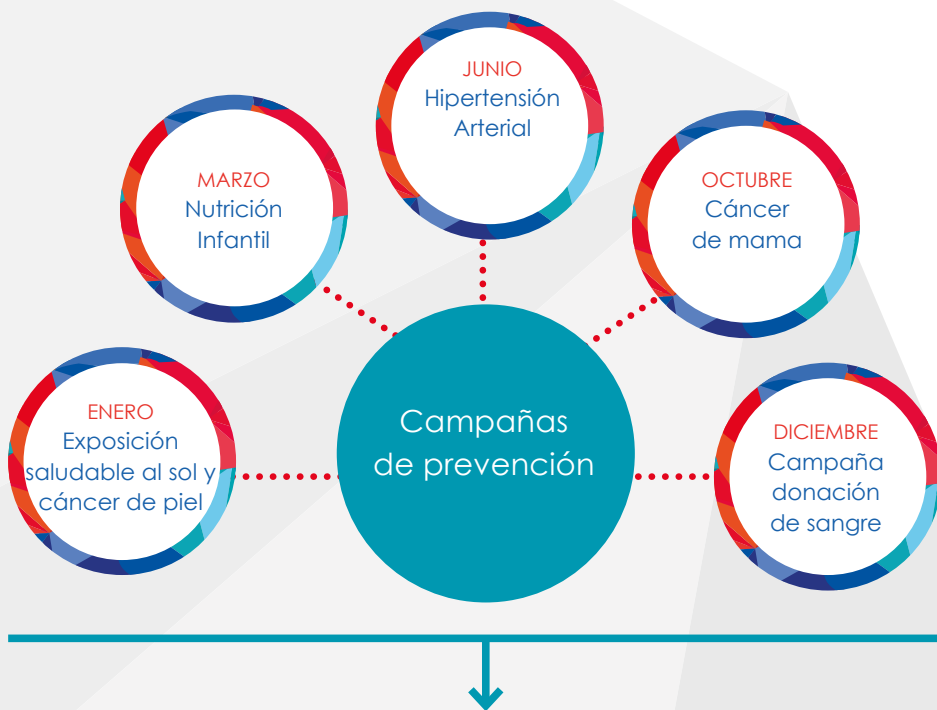 JUNIO
Hipertensión
Arterial
MARZO
Nutrición
Infantil
OCTUBRE
Cáncer
de mama
ENERO
Exposición
saludable al sol y
cáncer de piel
Campañas
de prevención
DICIEMBRE
Campaña
donación
de sangre